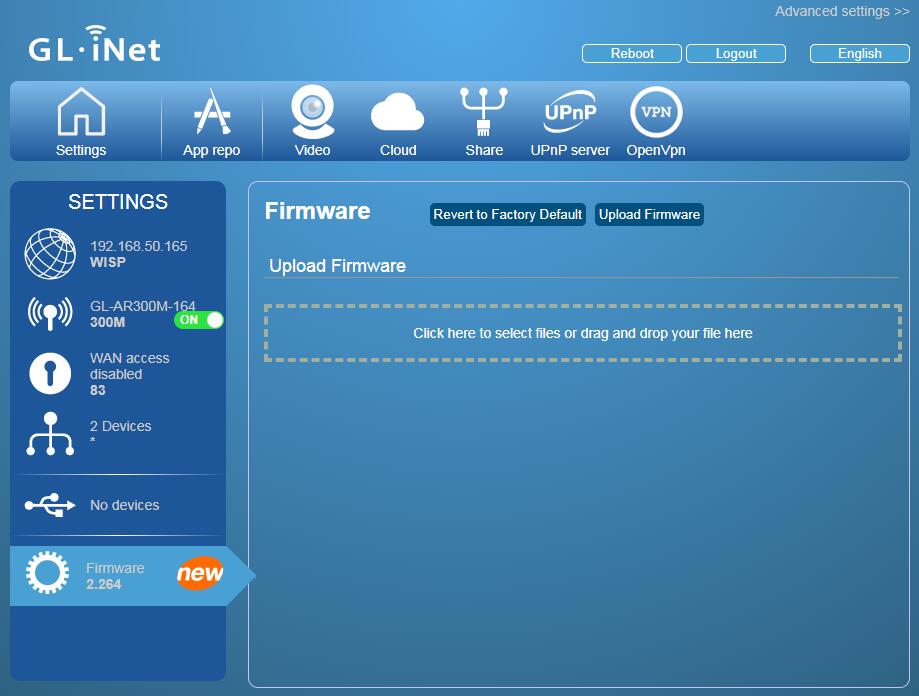 Advanced settings >>
GL·iNet
Reboot
Logout
English
Settings
App repo
Video
Cloud
Share
UPnP
UPnP server
VPN
OpenVpn
SETTINGS
192.168.50.165
WISP
GL-AR300M-164
300M
ON
WAN access
disabled
83
2 Devices
*
No devices
Firmware
2.264
new
Firmware
Revert to Factory Default
Upload Firmware
Upload Firmware
Click here to select files or drag and drop your file here